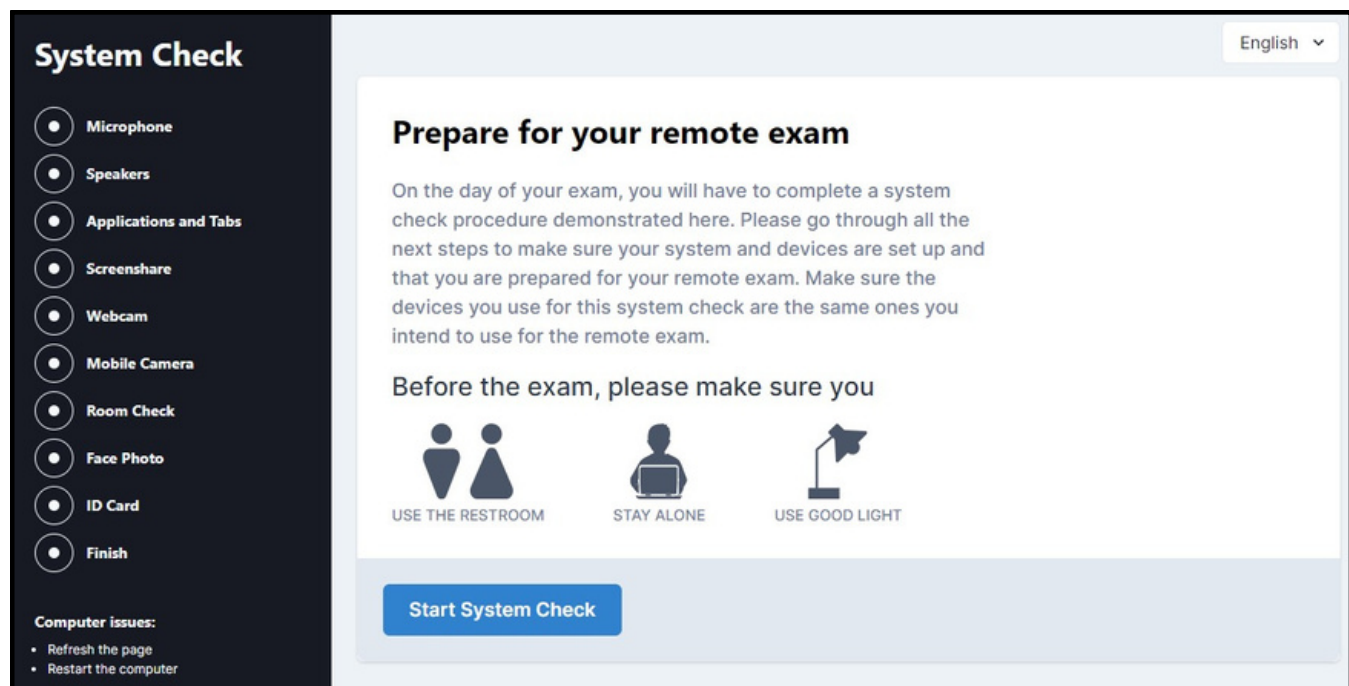 System Check
Microphone
Speakers
Applications and Tabs
Screenshare
Webcam
Mobile Camera
Room Check
Face Photo
ID Card
Finish
Computer issues:
• Refresh the page
• Restart the computer
English
Prepare for your remote exam
On the day of your exam, you will have to complete a system
check procedure demonstrated here. Please go through all the
next steps to make sure your system and devices are set up and
that you are prepared for your remote exam. Make sure the
devices you use for this system check are the same ones you
intend to use for the remote exam.
Before the exam, please make sure you
USE THE RESTROOM
STAY ALONE
USE GOOD LIGHT
Start System Check